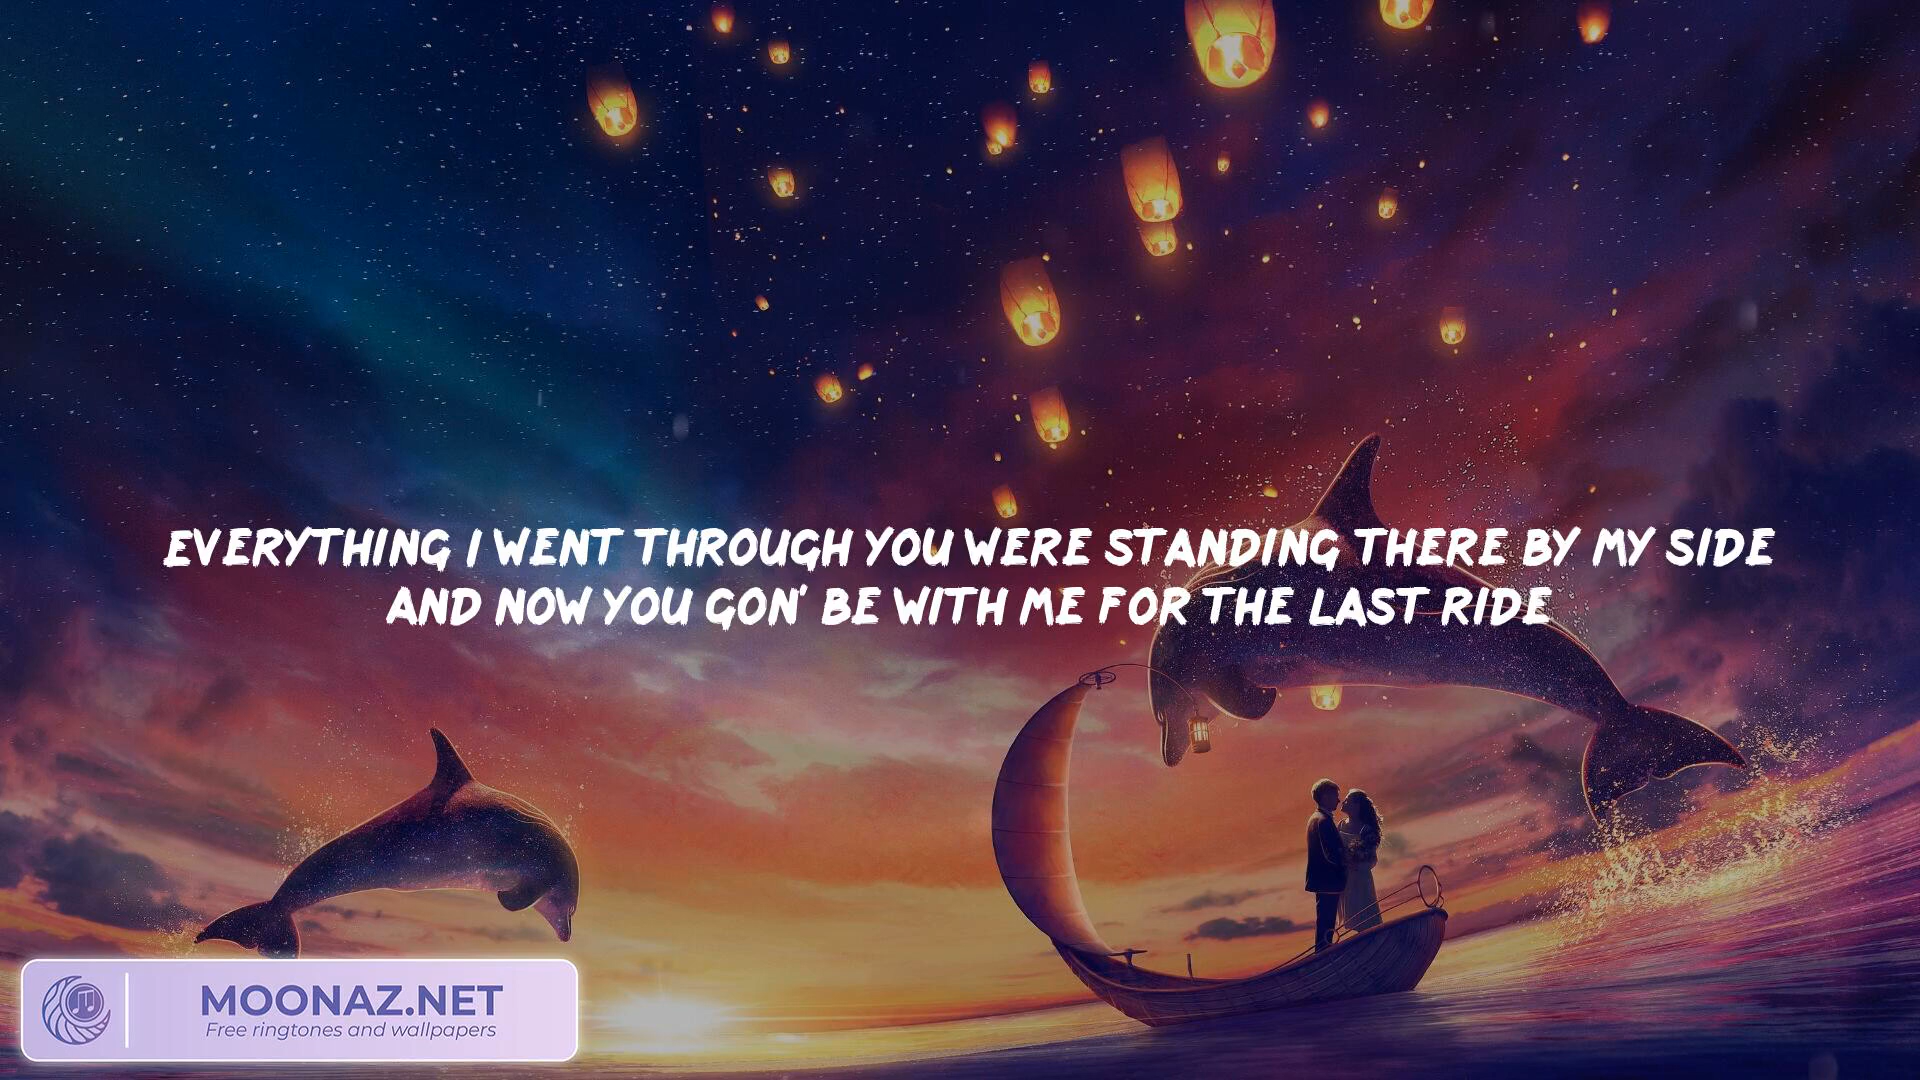 EVERYTHING I WENT THROUGH YOU WERE STANDING THERE BY MY SIDE
AND NOW YOU GON' BE WITH ME FOR THE LAST RIDE
MOONAZ.NET
Free ringtones and wallpapers